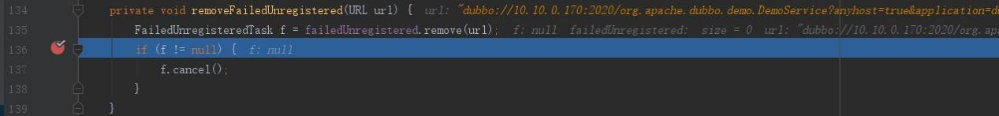 134 private void removeFailedUnregistered(URL url) { url: "dubbo://10.10.0.170:2020/org.apache.dubbo.demo.DemoService?anyhost=true&application=d
135 FailedUnregisteredTask f = failedUnregistered.remove(url); f: null failedUnregistered: size = 0 url: "dubbo://10.10.0.170:2020/org.ap
136 if (f != null) { f: null
137 f.cancel();
138 }
139 }